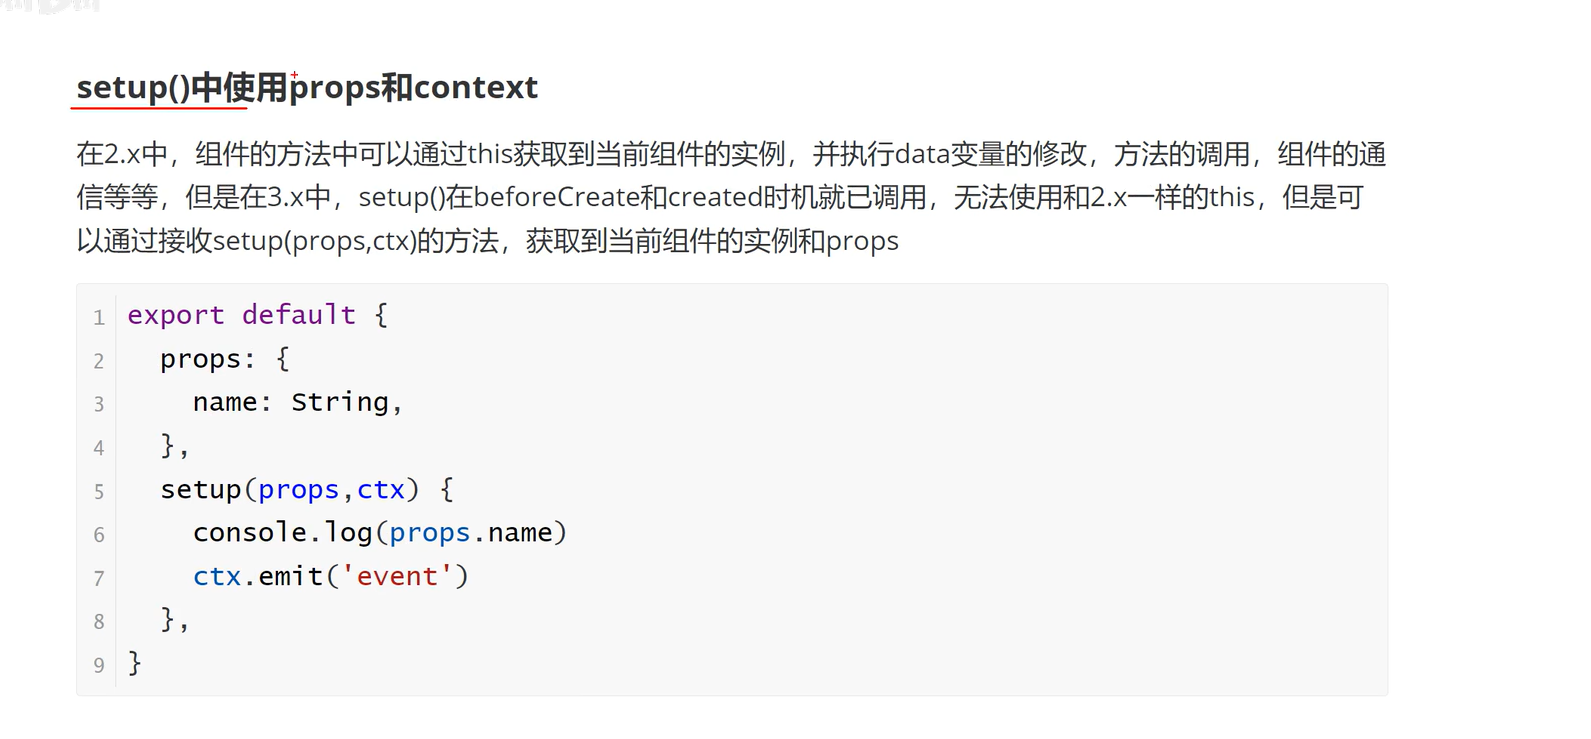 setup()中使用props和context
在2.x中，组件的方法中可以通过this获取到当前组件的实例，并执行data变量的修改，方法的调用，组件的通
信等等，但是在3.x中，setup()在beforeCreate和created时机就已调用，无法使用和2.x一样的this，但是可
以通过接收setup(props,ctx)的方法，获取到当前组件的实例和props
1 export default {
2   props: {
3     name: String,
4   },
5   setup(props,ctx) {
6     console.log(props.name)
7     ctx.emit('event')
8   },
9 }